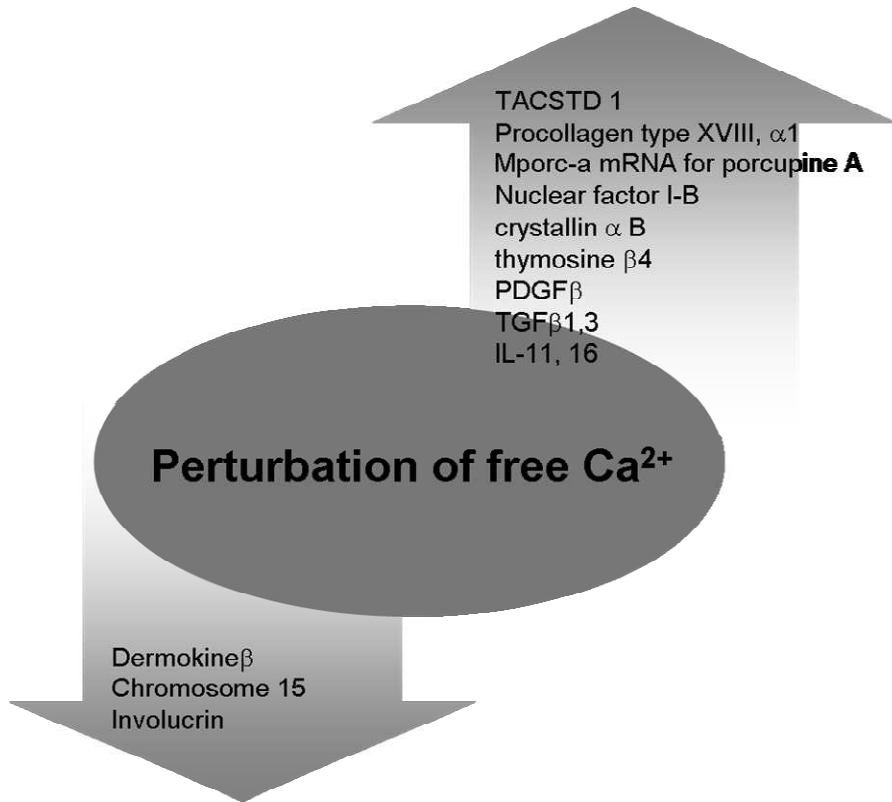 TACSTD 1
Procollagen type XVIII, α1
Mporc-a mRNA for porcupine A
Nuclear factor I-B
crystallin α B
thymosine β4
PDGFβ
TGFβ1,3
IL-11, 16
Perturbation of free Ca²⁺
Dermokineβ
Chromosome 15
Involucrin